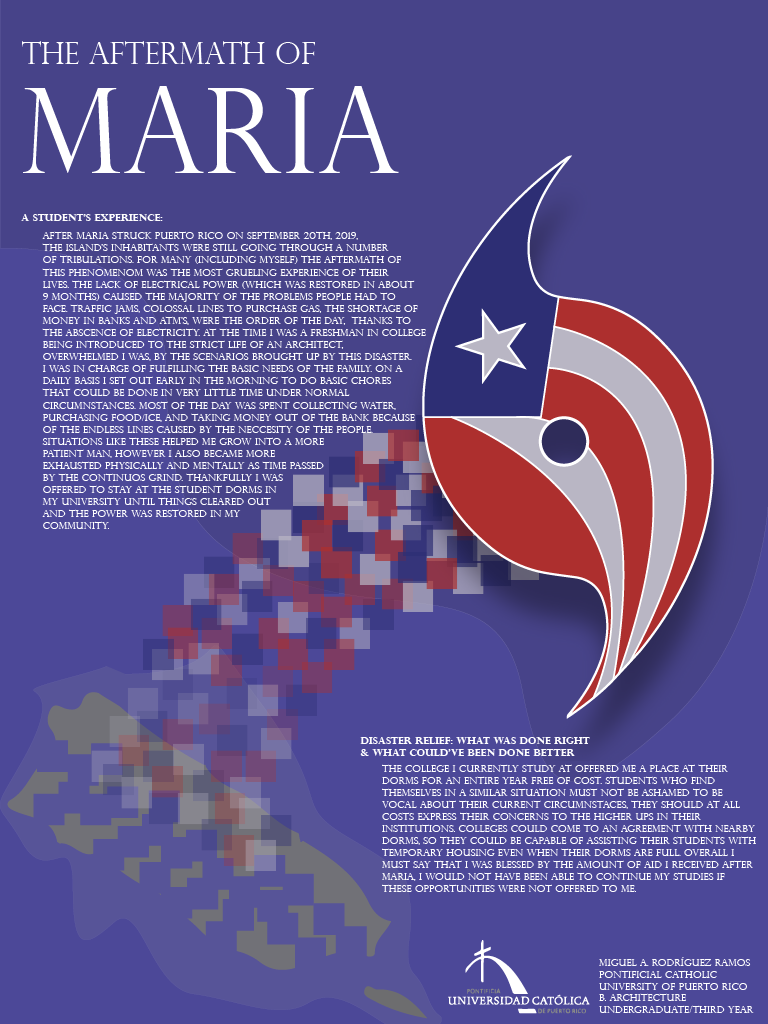 THE AFTERMATH OF
MARIA
A STUDENT'S EXPERIENCE:
AFTER MARIA STRUCK PUERTO RICO ON SEPTEMBER 20TH, 2019,
THE ISLAND'S INHABITANTS WERE STILL GOING THROUGH A NUMBER
OF TRIBULATIONS. FOR MANY (INCLUDING MYSELF) THE AFTERMATH OF
THIS PHENOMENOM WAS THE MOST GRUELING EXPERIENCE OF THEIR
LIVES. THE LACK OF ELECTRICAL POWER (WHICH WAS RESTORED IN ABOUT
9 MONTHS) CAUSED THE MAJORITY OF THE PROBLEMS PEOPLE HAD TO
FACE. TRAFFIC JAMS, COLOSSAL LINES TO PURCHASE GAS, THE SHORTAGE OF
MONEY IN BANKS AND ATM'S, WERE THE ORDER OF THE DAY, THANKS TO
THE ABSCENCE OF ELECTRICITY. AT THE TIME I WAS A FRESHMAN IN COLLEGE
BEING INTRODUCED TO THE STRICT LIFE OF AN ARCHITECT,
OVERWHELMED I WAS, BY THE SCENARIOS BROUGHT UP BY THIS DISASTER.
I WAS IN CHARGE OF FULFILLING THE BASIC NEEDS OF THE FAMILY. ON A
DAILY BASIS I SET OUT EARLY IN THE MORNING TO DO BASIC CHORES
THAT COULD BE DONE IN VERY LITTLE TIME UNDER NORMAL
CIRCUMNSTANCES. MOST OF THE DAY WAS SPENT COLLECTING WATER,
PURCHASING FOOD/ICE, AND TAKING MONEY OUT OF THE BANK BECAUSE
OF THE ENDLESS LINES CAUSED BY THE NECCESITY OF THE PEOPLE.
SITUATIONS LIKE THESE HELPED ME GROW INTO A MORE
PATIENT MAN, HOWEVER I ALSO BECAME MORE
EXHAUSTED PHYSICALLY AND MENTALLY AS TIME PASSED
BY THE CONTINUOS GRIND. THANKFULLY I WAS
OFFERED TO STAY AT THE STUDENT DORMS IN
MY UNIVERSITY UNTIL THINGS CLEARED OUT
AND THE POWER WAS RESTORED IN MY
COMMUNITY.
DISASTER RELIEF: WHAT WAS DONE RIGHT
& WHAT COULD'VE BEEN DONE BETTER
THE COLLEGE I CURRENTLY STUDY AT OFFERED ME A PLACE AT THEIR
DORMS FOR AN ENTIRE YEAR FREE OF COST. STUDENTS WHO FIND
THEMSELVES IN A SIMILAR SITUATION MUST NOT BE ASHAMED TO BE
VOCAL ABOUT THEIR CURRENT CIRCUMNSTACES, THEY SHOULD AT ALL
COSTS EXPRESS THEIR CONCERNS TO THE HIGHER UPS IN THEIR
INSTITUTIONS. COLLEGES COULD COME TO AN AGREEMENT WITH NEARBY
DORMS, SO THEY COULD BE CAPABLE OF ASSISTING THEIR STUDENTS WITH
TEMPORARY HOUSING EVEN WHEN THEIR DORMS ARE FULL. OVERALL I
MUST SAY THAT I WAS BLESSED BY THE AMOUNT OF AID I RECEIVED AFTER
MARIA, I WOULD NOT HAVE BEEN ABLE TO CONTINUE MY STUDIES IF
THESE OPPORTUNITIES WERE NOT OFFERED TO ME.
PONTIFICIA
UNIVERSIDAD CATÓLICA
DE PUERTO RICO
MIGUEL A. RODRÍGUEZ RAMOS
PONTIFICIAL CATHOLIC
UNIVERSITY OF PUERTO RICO
B. ARCHITECTURE
UNDERGRADUATE/THIRD YEAR